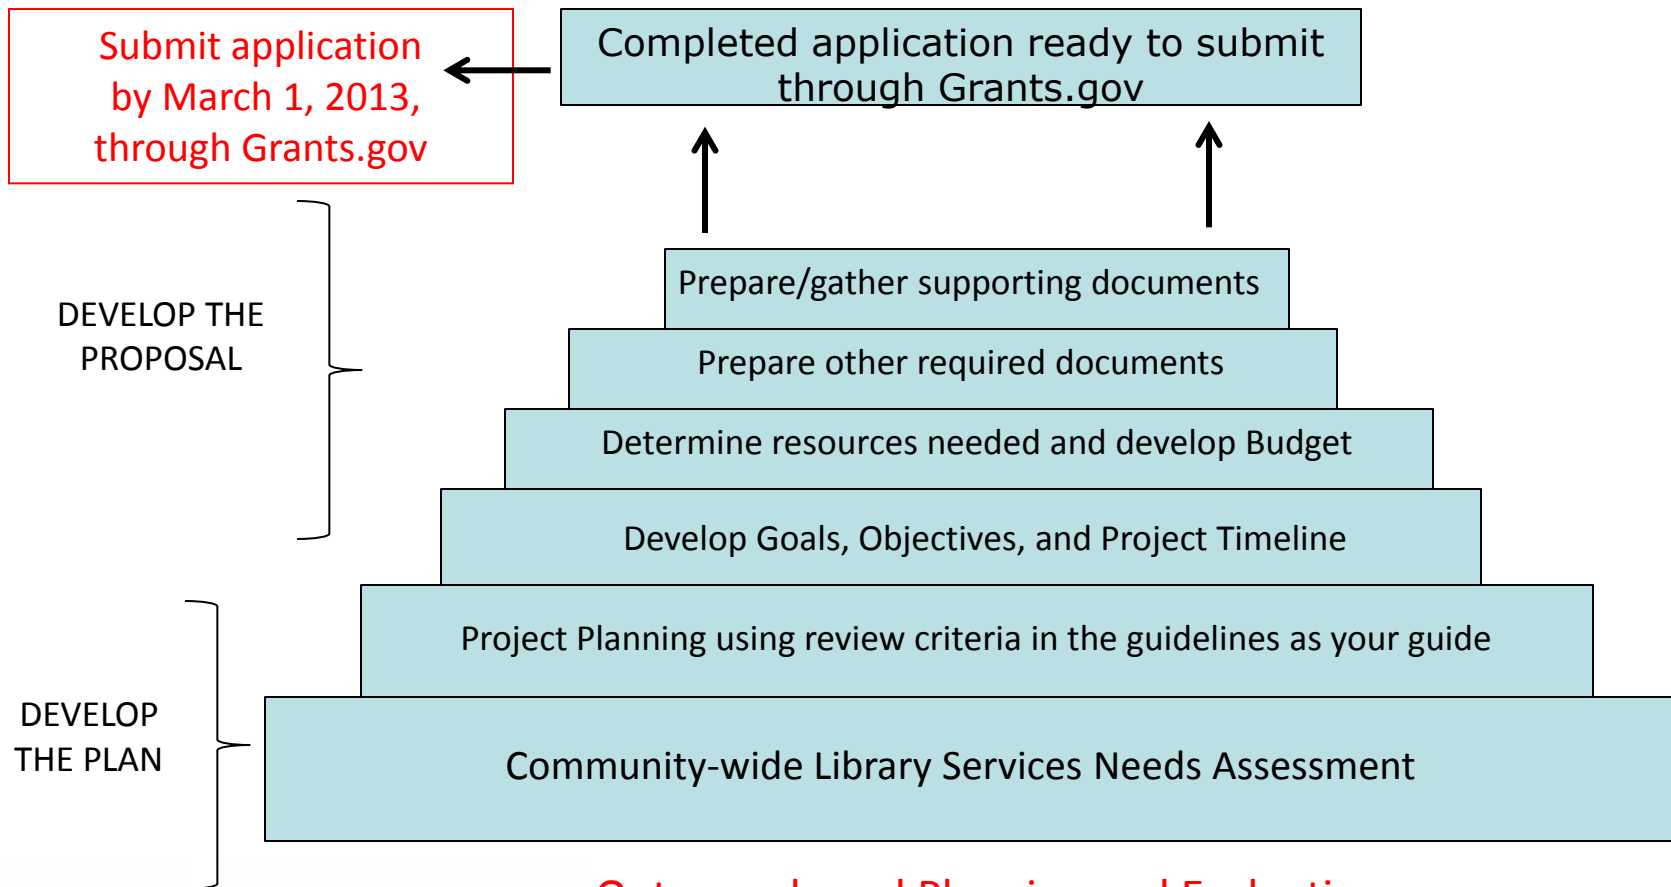 Submit application
by March 1, 2013,
through Grants.gov
Completed application ready to submit
through Grants.gov
DEVELOP THE
PROPOSAL
Prepare/gather supporting documents
Prepare other required documents
Determine resources needed and develop Budget
Develop Goals, Objectives, and Project Timeline
DEVELOP
THE PLAN
Project Planning using review criteria in the guidelines as your guide
Community-wide Library Services Needs Assessment